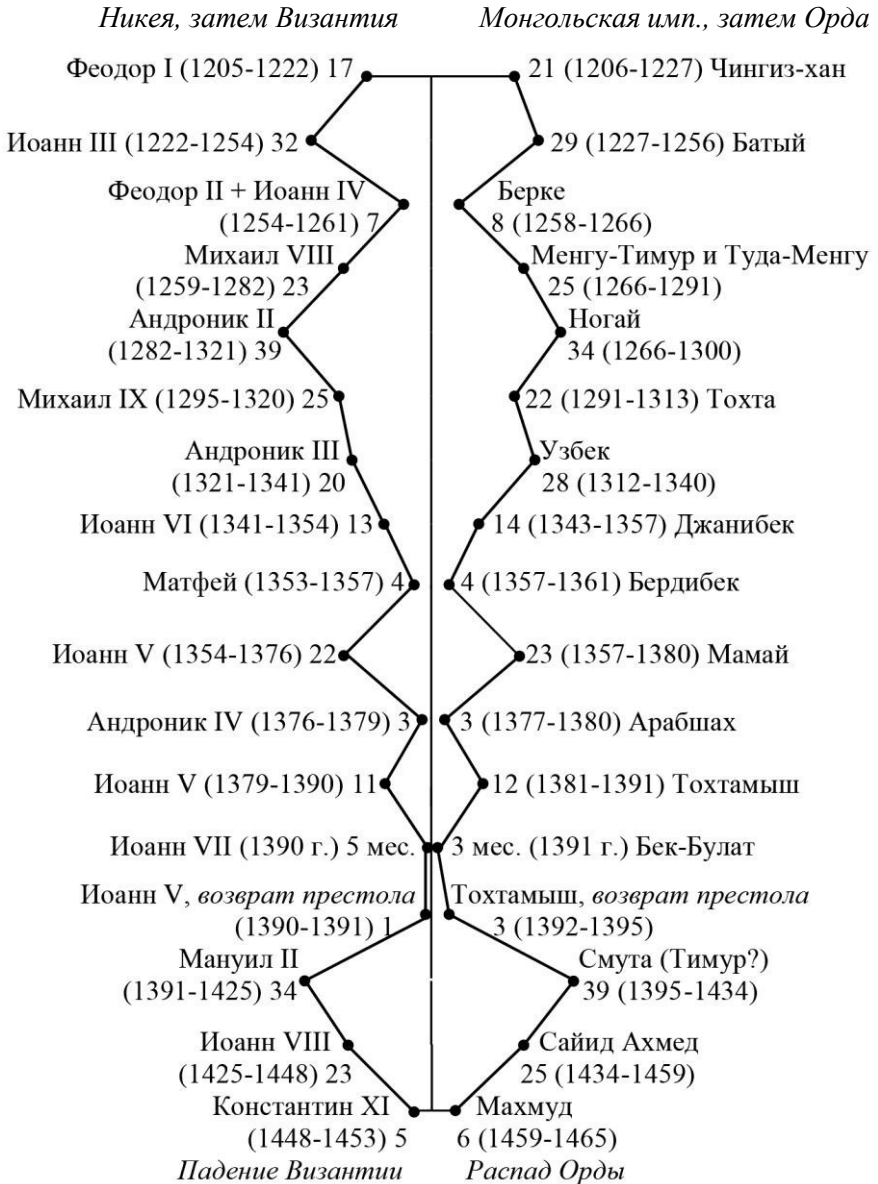 Никея, затем Византия Монгольская имп., затем Орда
Феодор I (1205-1222) 17 21 (1206-1227) Чингиз-хан
Иоанн III (1222-1254) 32 29 (1227-1256) Батый
Феодор II + Иоанн IV Берке
(1254-1261) 7 8 (1258-1266)
Михаил VIII Менгу-Тимур и Туда-Менгу
(1259-1282) 23 25 (1266-1291)
Андроник II Ногай
(1282-1321) 39 34 (1266-1300)
Михаил IX (1295-1320) 25 22 (1291-1313) Тохта
Андроник III Узбек
(1321-1341) 20 28 (1312-1340)
Иоанн VI (1341-1354) 13 14 (1343-1357) Джанибек
Матфей (1353-1357) 4 4 (1357-1361) Бердибек
Иоанн V (1354-1376) 22 23 (1357-1380) Мамай
Андроник IV (1376-1379) 3 3 (1377-1380) Арабшах
Иоанн V (1379-1390) 11 12 (1381-1391) Тохтамыш
Иоанн VII (1390 г.) 5 мес. 3 мес. (1391 г.) Бек-Булат
Иоанн V, возврат престола Тохтамыш, возврат престола
(1390-1391) 1 3 (1392-1395)
Мануил II Смута (Тимур?)
(1391-1425) 34 39 (1395-1434)
Иоанн VIII Сайид Ахмед
(1425-1448) 23 25 (1434-1459)
Константин XI Махмуд
(1448-1453) 5 6 (1459-1465)
Падение Византии Распад Орды